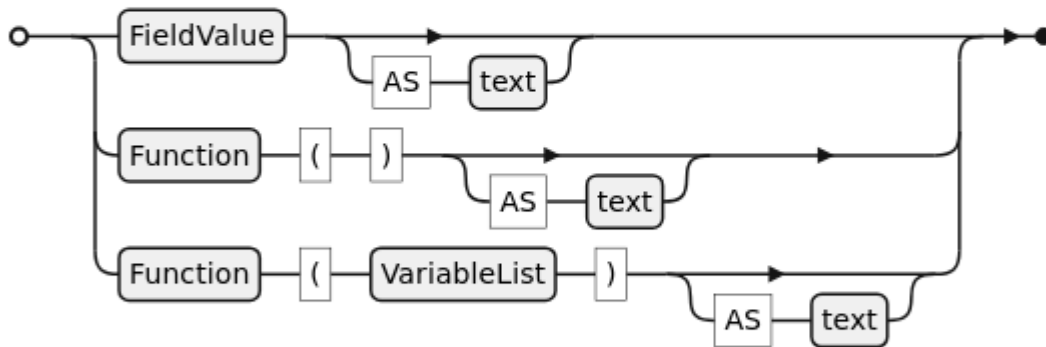 FieldValue
AS text
Function ( )
AS text
Function ( VariableList )
AS text